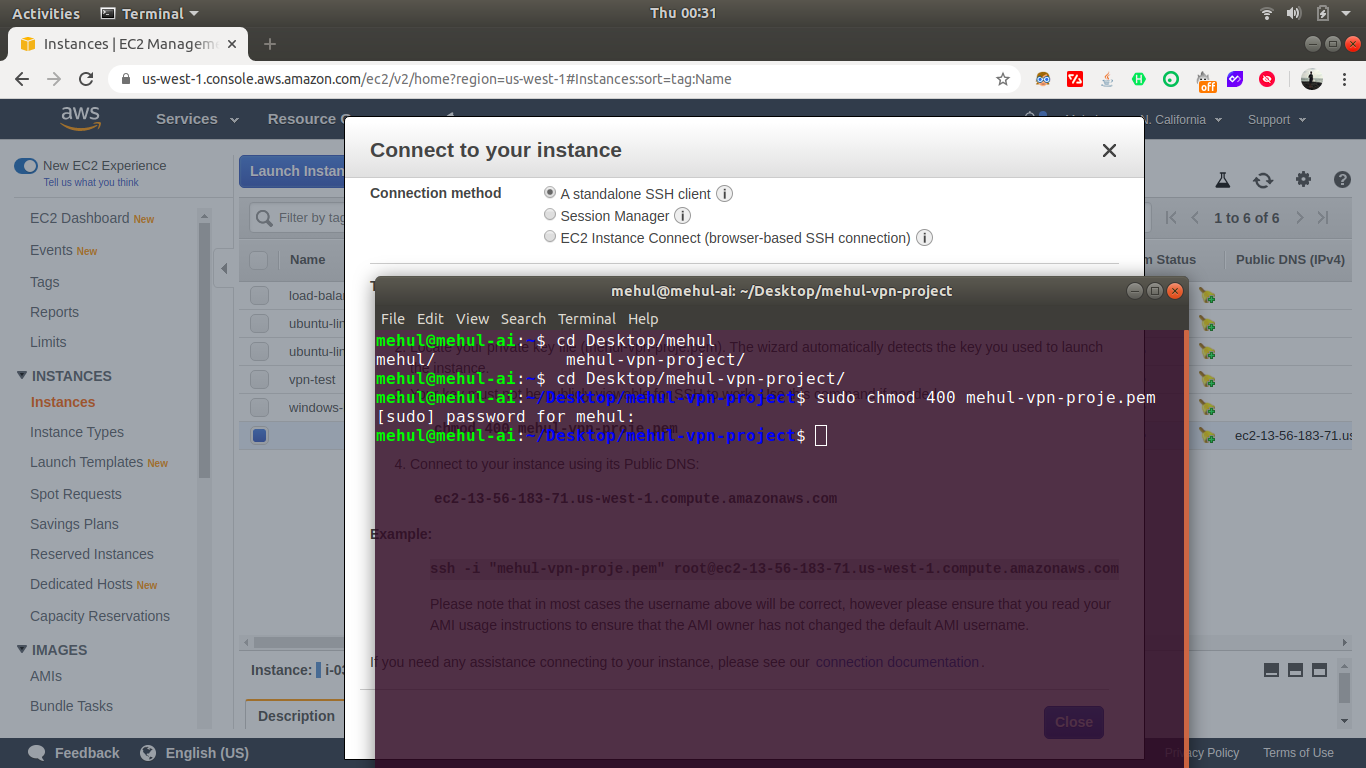 Activities Terminal Thu 00:31
Instances | EC2 Managem
us-west-1.console.aws.amazon.com/ec2/v2/home?region=us-west-1#Instances:sort=tag:Name
off
aws Services Resource G N. California Support
Connect to your instance
New EC2 Experience
Tell us what you think
Launch Instan
Connection method
A standalone SSH client
Session Manager
EC2 Instance Connect (browser-based SSH connection)
Filter by tag
1 to 6 of 6
EC2 Dashboard New
Events New
Tags
Reports
Limits
INSTANCES
Instances
Instance Types
Launch Templates New
Spot Requests
Savings Plans
Reserved Instances
Dedicated Hosts New
Capacity Reservations
IMAGES
AMIs
Bundle Tasks
Name
load-bala
ubuntu-lin
ubuntu-lin
vpn-test
windows-
m Status Public DNS (IPv4)
ec2-13-56-183-71.us
mehul@mehul-ai: ~/Desktop/mehul-vpn-project
File Edit View Search Terminal Help
mehul@mehul-ai:~$ cd Desktop/mehul
mehul/ mehul-vpn-project/
mehul@mehul-ai:~$ cd Desktop/mehul-vpn-project/
mehul@mehul-ai:~/Desktop/mehul-vpn-project$ sudo chmod 400 mehul-vpn-proje.pem
[sudo] password for mehul:
mehul@mehul-ai:~/Desktop/mehul-vpn-project$
The wizard automatically detects the key you used to launch
the instance.
chmod 400 mehul-vpn-proje.pem
4. Connect to your instance using its Public DNS:
ec2-13-56-183-71.us-west-1.compute.amazonaws.com
Example:
ssh -i "mehul-vpn-proje.pem" root@ec2-13-56-183-71.us-west-1.compute.amazonaws.com
Please note that in most cases the username above will be correct, however please ensure that you read your
AMI usage instructions to ensure that the AMI owner has not changed the default AMI username.
If you need any assistance connecting to your instance, please see our connection documentation.
Close
Instance: i-03
Description
Feedback English (US) Privacy Policy Terms of Use